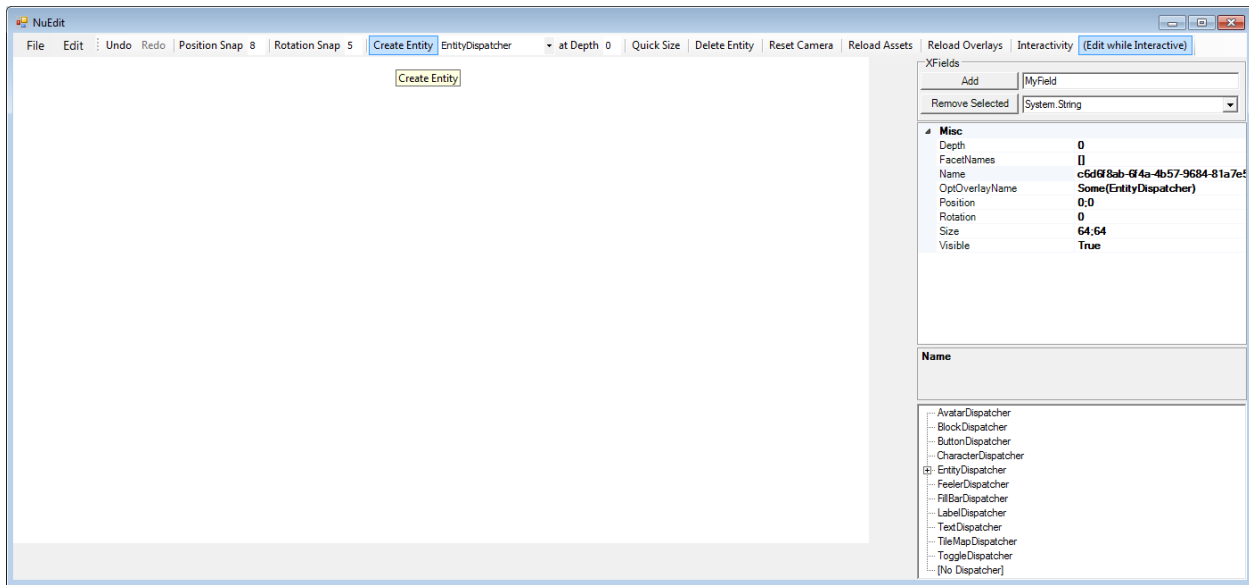 NuEdit
File Edit Undo Redo Position Snap 8 Rotation Snap 5 Create Entity EntityDispatcher at Depth 0 Quick Size Delete Entity Reset Camera Reload Assets Reload Overlays Interactivity (Edit while Interactive)
Create Entity
XFields
Add MyField
Remove Selected System.String
Misc
Depth 0
FacetNames []
Name c6d6f8ab-6f4a-4b57-9684-81a7e5
OptOverlayName Some(EntityDispatcher)
Position 0;0
Rotation 0
Size 64;64
Visible True
Name
AvatarDispatcher
BlockDispatcher
ButtonDispatcher
CharacterDispatcher
EntityDispatcher
FeelerDispatcher
FillBarDispatcher
LabelDispatcher
TextDispatcher
TileMapDispatcher
ToggleDispatcher
[No Dispatcher]